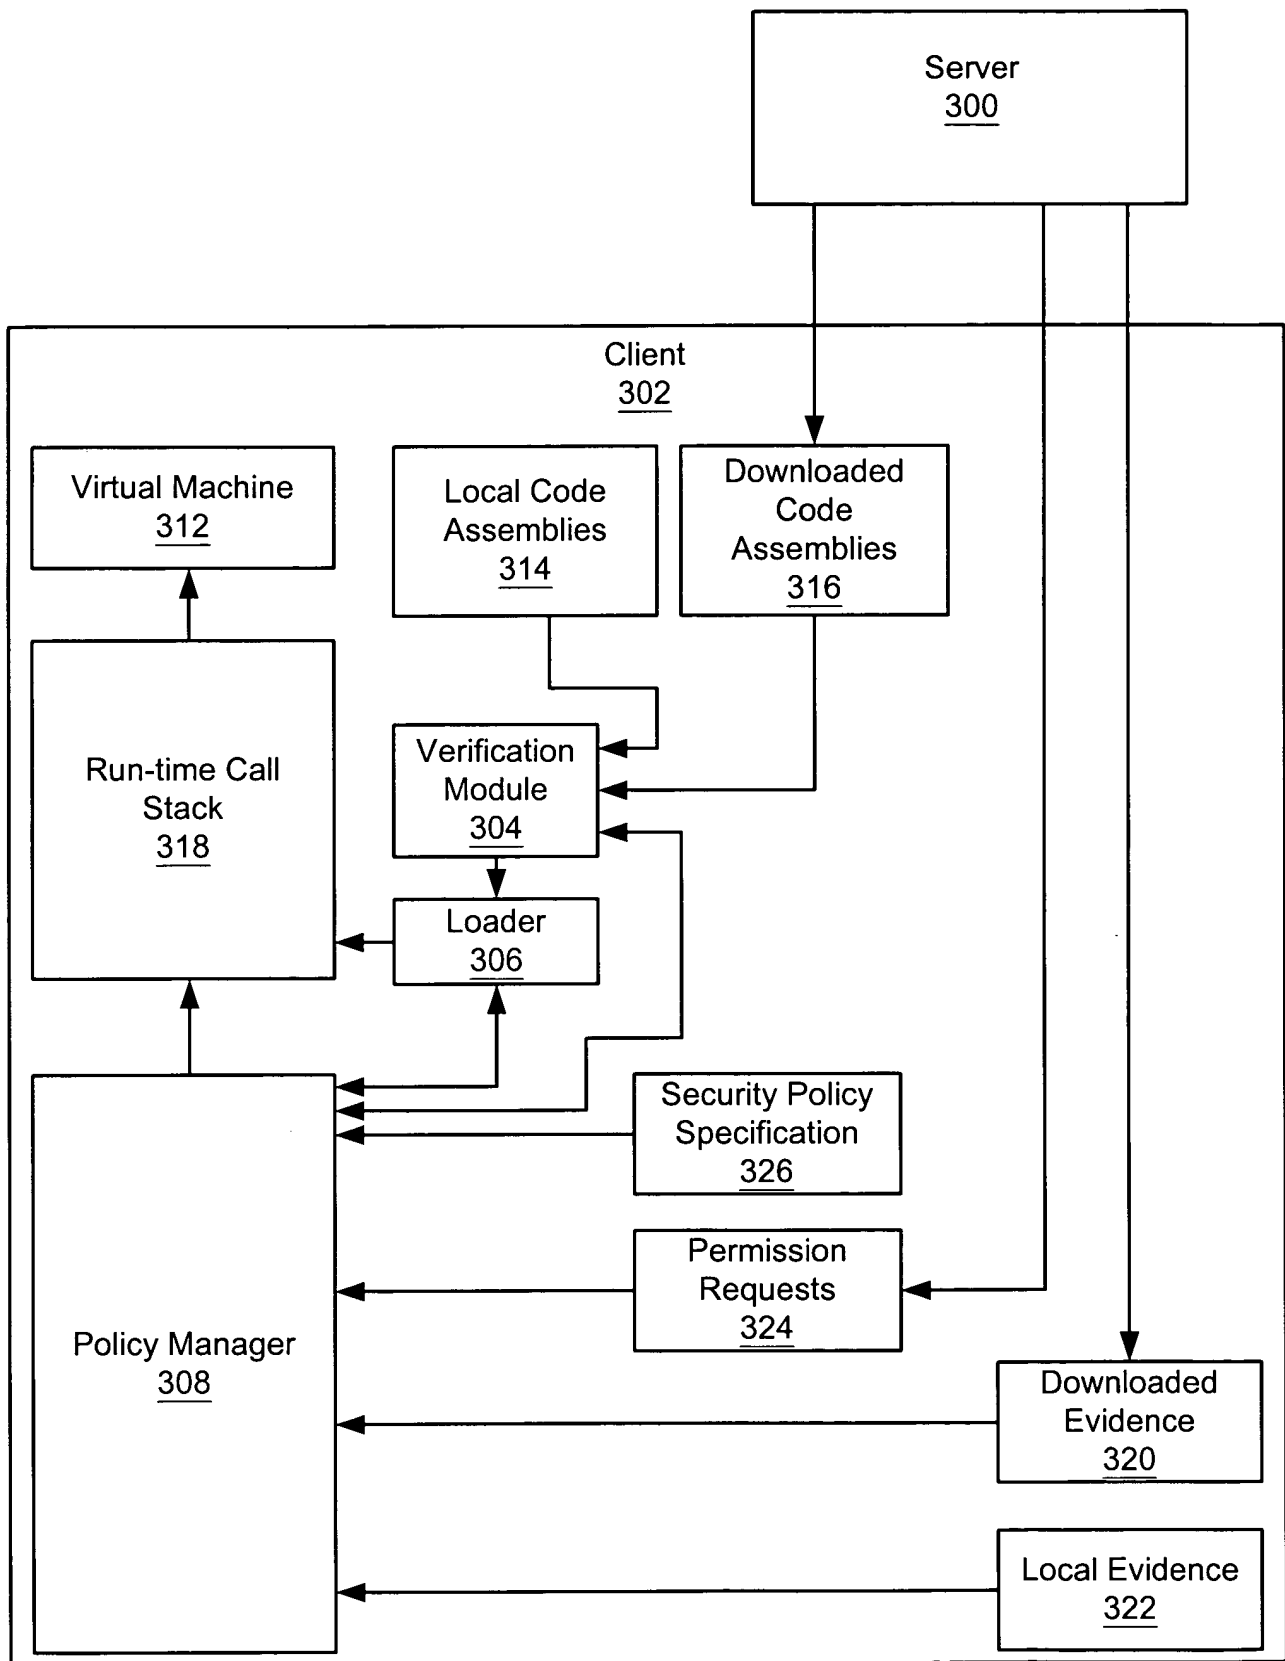 Server
300
Client
302
Virtual Machine
312
Local Code
Assemblies
314
Downloaded
Code
Assemblies
316
Run-time Call
Stack
318
Verification
Module
304
Loader
306
Security Policy
Specification
326
Permission
Requests
324
Policy Manager
308
Downloaded
Evidence
320
Local Evidence
322